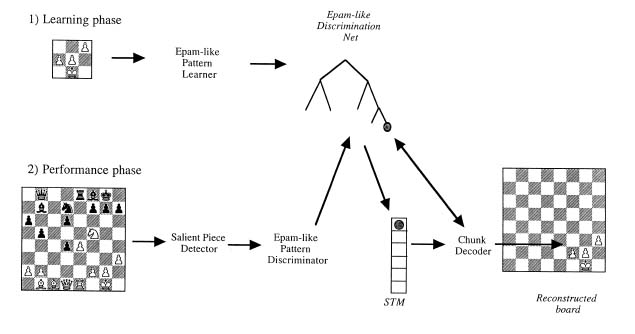 1) Learning phase
Epam-like
Pattern
Learner
Epam-like
Discrimination
Net
2) Performance phase
Salient Piece
Detector
Epam-like
Pattern
Discriminator
STM
Chunk
Decoder
Reconstructed
board